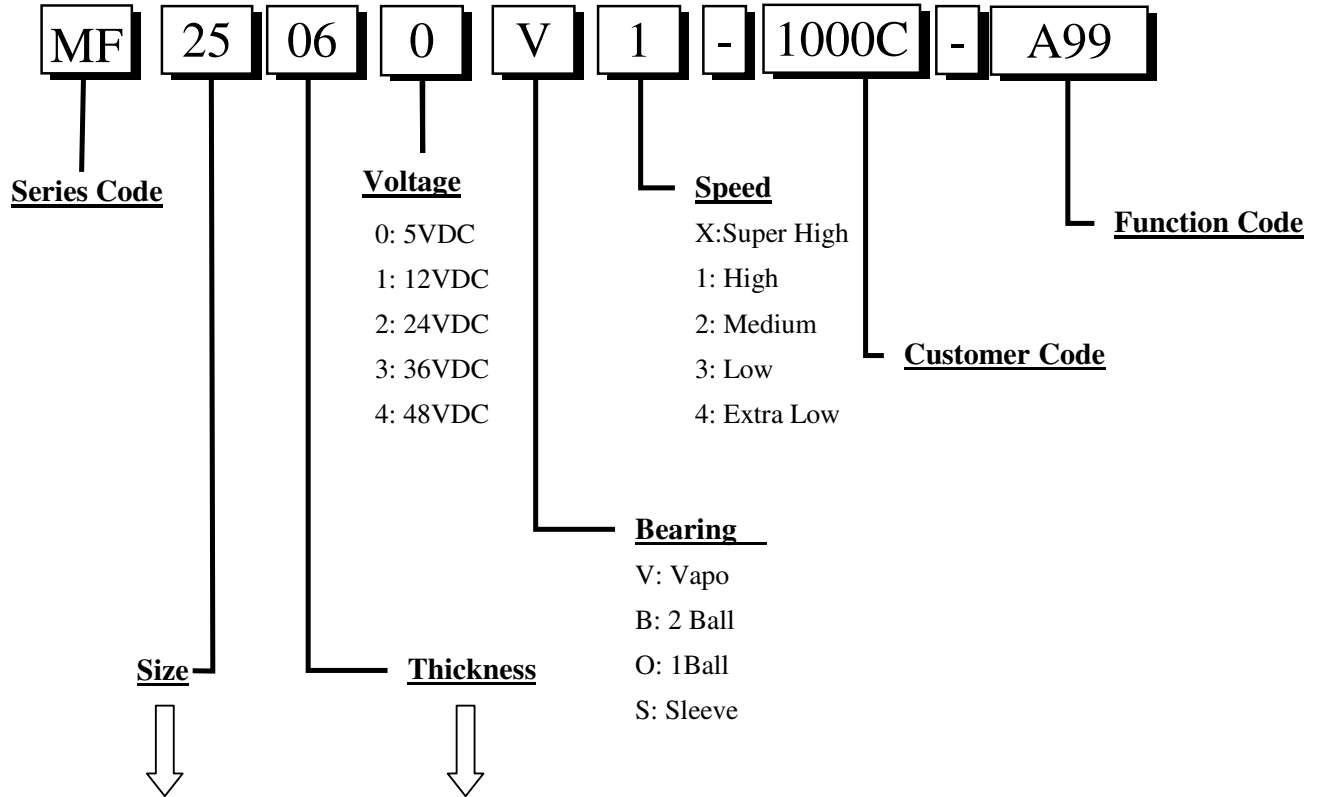 MF 25 06 0 V 1 - 1000C - A99
Series Code
Voltage
0: 5VDC
1: 12VDC
2: 24VDC
3: 36VDC
4: 48VDC
Speed
X:Super High
1: High
2: Medium
3: Low
4: Extra Low
Function Code
Customer Code
Bearing
V: Vapo
B: 2 Ball
O: 1Ball
S: Sleeve
Size
Thickness